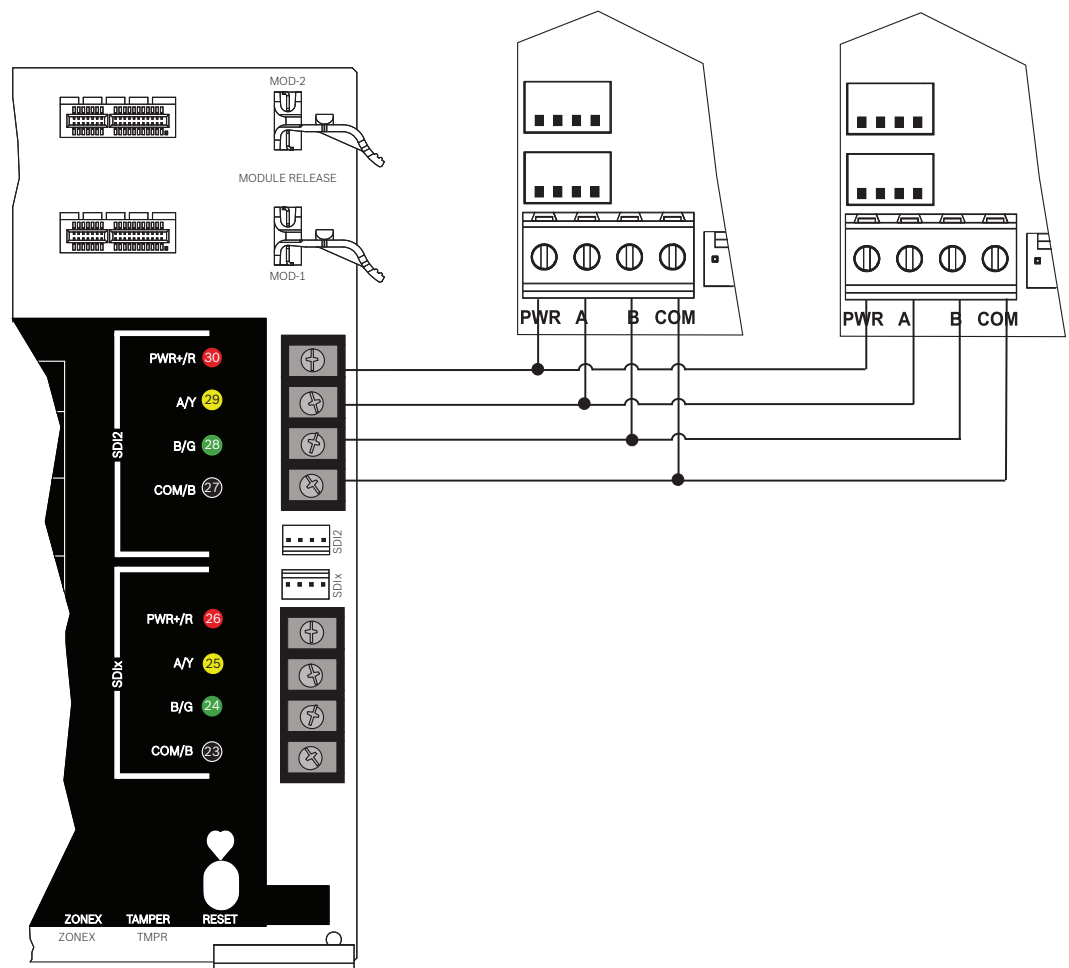 MOD-2
MODULE RELEASE
MOD-1
PWR A B COM
PWR A B COM
SDI2
PWR+/R 30
A/Y 29
B/G 28
COM/B 27
SDI2
SDIx
SDIx
PWR+/R 26
A/Y 25
B/G 24
COM/B 23
ZONEX TAMPER RESET
ZONEX TMPR